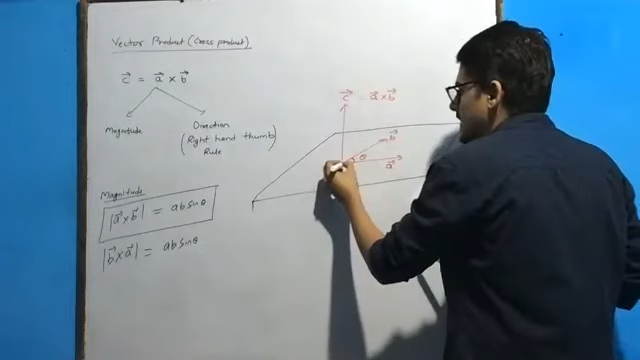 Vector Product (Cross product)
c⃗ = a⃗ × b⃗
Magnitude
Direction
(Right hand thumb)
Rule
Magnitude
|a⃗ × b⃗| = ab sinθ
|b⃗ × a⃗| = ab sinθ
c⃗ = a⃗ × b⃗
b⃗
θ
a⃗